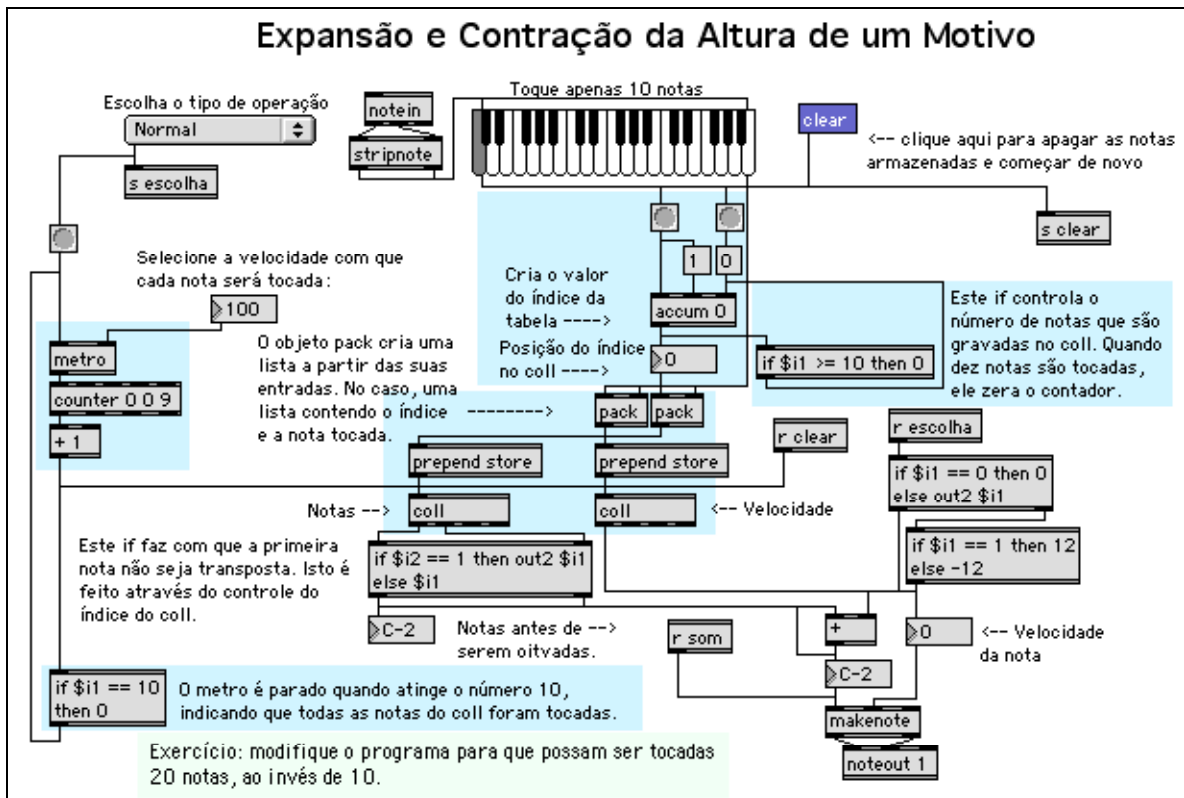 Expansão e Contração da Altura de um Motivo
Escolha o tipo de operação
Normal
s escolha
notein
stripnote
Toque apenas 10 notas
clear
<-- clique aqui para apagar as notas
armazenadas e começar de novo
s clear
Selecione a velocidade com que
cada nota será tocada:
100
metro
counter 0 0 9
+ 1
O objeto pack cria uma
lista a partir das suas
entradas. No caso, uma
lista contendo o índice -------->
e a nota tocada.
1
0
Cria o valor
do índice da
tabela ---->
accum 0
Posição do índice
no coll ---->
0
if $i1 >= 10 then 0
Este if controla o
número de notas que são
gravadas no coll. Quando
dez notas são tocadas,
ele zera o contador.
pack
pack
r clear
r escolha
prepend store
prepend store
if $i1 == 0 then 0
else out2 $i1
Notas -->
coll
coll
<-- Velocidade
if $i1 == 1 then 12
else -12
Este if faz com que a primeira
nota não seja transposta. Isto é
feito através do controle do
índice do coll.
if $i2 == 1 then out2 $i1
else $i1
C-2
Notas antes de -->
serem oitvadas.
r som
+
0
<-- Velocidade
da nota
C-2
makenote
noteout 1
if $i1 == 10
then 0
O metro é parado quando atinge o número 10,
indicando que todas as notas do coll foram tocadas.
Exercício: modifique o programa para que possam ser tocadas
20 notas, ao invés de 10.